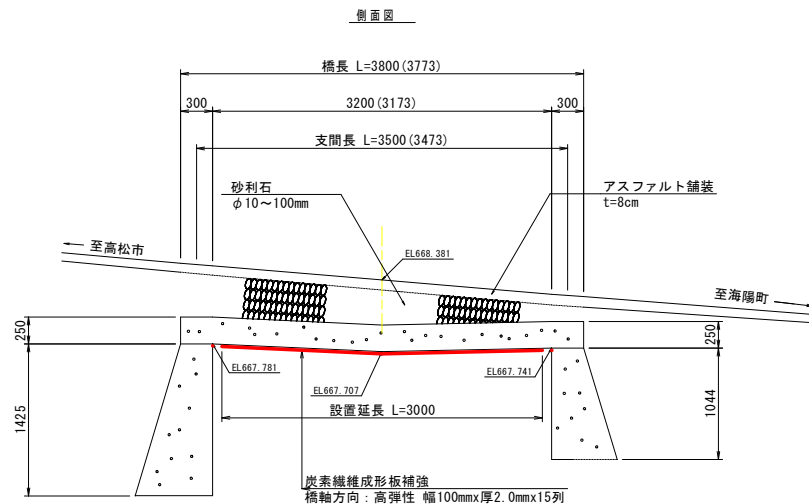 側面図
橋長 L=3800(3773)
300
3200(3173)
300
支間長 L=3500(3473)
砂利石
φ10～100mm
アスファルト舗装
t=8cm
至高松市
EL668.381
至海陽町
250
250
EL667.781
EL667.707
EL667.741
設置延長 L=3000
1425
1044
炭素繊維成形板補強
橋軸方向：高弾性 幅100mmx厚2.0mmx15列